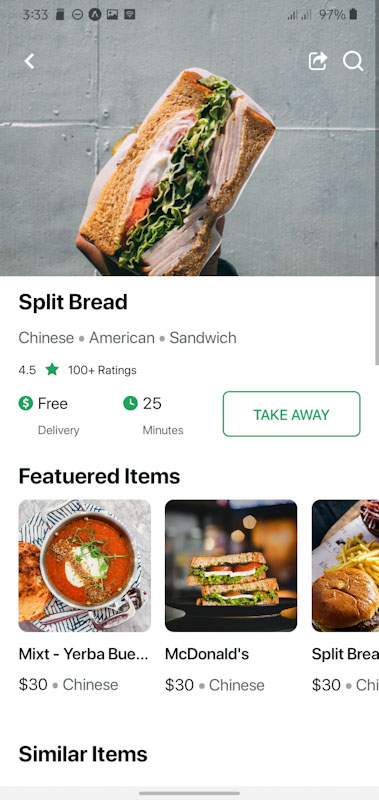 3:33
97%
Split Bread
Chinese • American • Sandwich
4.5 100+ Ratings
Free 25
Delivery Minutes
TAKE AWAY
Featuered Items
Mixt - Yerba Bue... McDonald's Split Brea
$30 • Chinese $30 • Chinese $30 • Chi
Similar Items